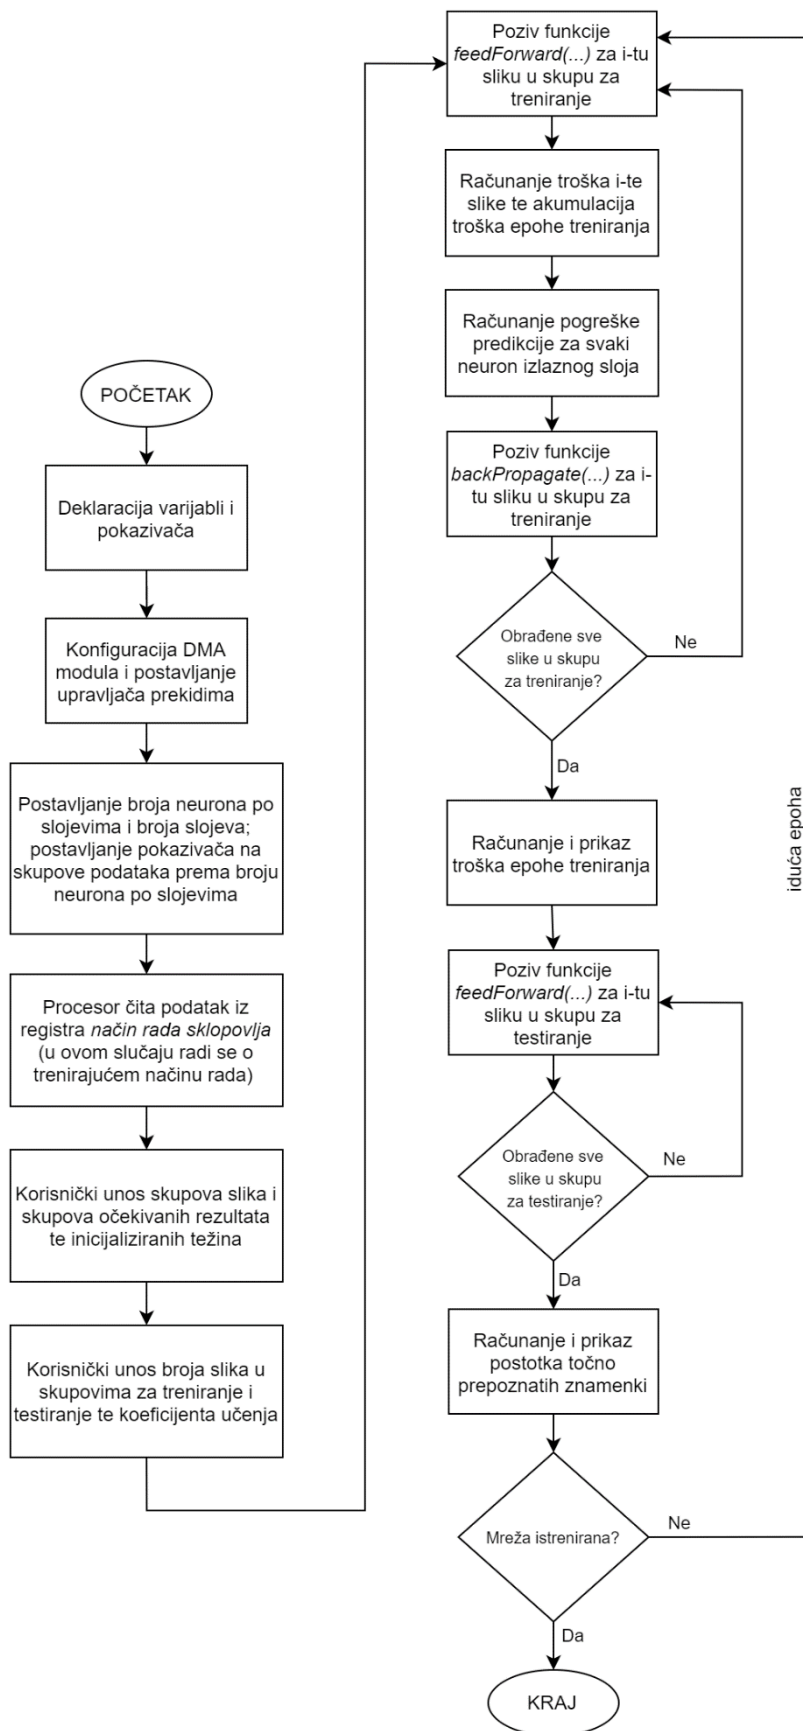 POČETAK
Deklaracija varijabli i
pokazivača
Konfiguracija DMA
modula i postavljanje
upravljača prekidima
Postavljanje broja neurona po
slojevima i broja slojeva;
postavljanje pokazivača na
skupove podataka prema broju
neurona po slojevima
Procesor čita podatak iz
registra način rada sklopovlja
(u ovom slučaju radi se o
trenirajućem načinu rada)
Korisnički unos skupova slika i
skupova očekivanih rezultata
te inicijaliziranih težina
Korisnički unos broja slika u
skupovima za treniranje i
testiranje te koeficijenta učenja
Poziv funkcije
feedForward(...) za i-tu
sliku u skupu za
treniranje
Računanje troška i-te
slike te akumulacija
troška epohe treniranja
Računanje pogreške
predikcije za svaki
neuron izlaznog sloja
Poziv funkcije
backPropagate(...) za i-
tu sliku u skupu za
treniranje
Obrađene sve
slike u skupu
za treniranje?
Ne
Da
Računanje i prikaz
troška epohe treniranja
Poziv funkcije
feedForward(...) za i-tu
sliku u skupu za
testiranje
Obrađene sve
slike u skupu
za testiranje?
Ne
Da
Računanje i prikaz
postotka točno
prepoznatih znamenki
Mreža istrenirana?
Ne
Da
KRAJ
iduća epoha